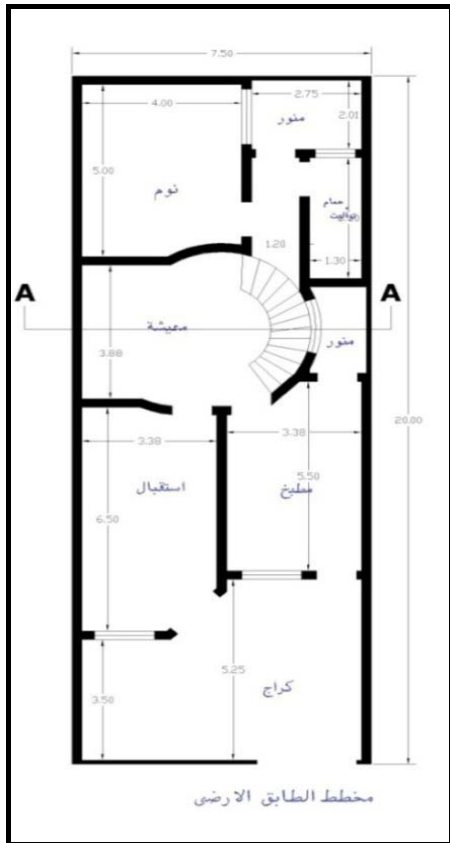 7.50
4.00
2.75
منور
2.01
5.00
نوم
حمام
تواليت
1.20
1.30
A
A
معيشة
منور
3.88
20.00
3.38
3.38
استقبال
مطبخ
5.50
6.50
5.25
كراج
3.50
مخطط الطابق الارضى